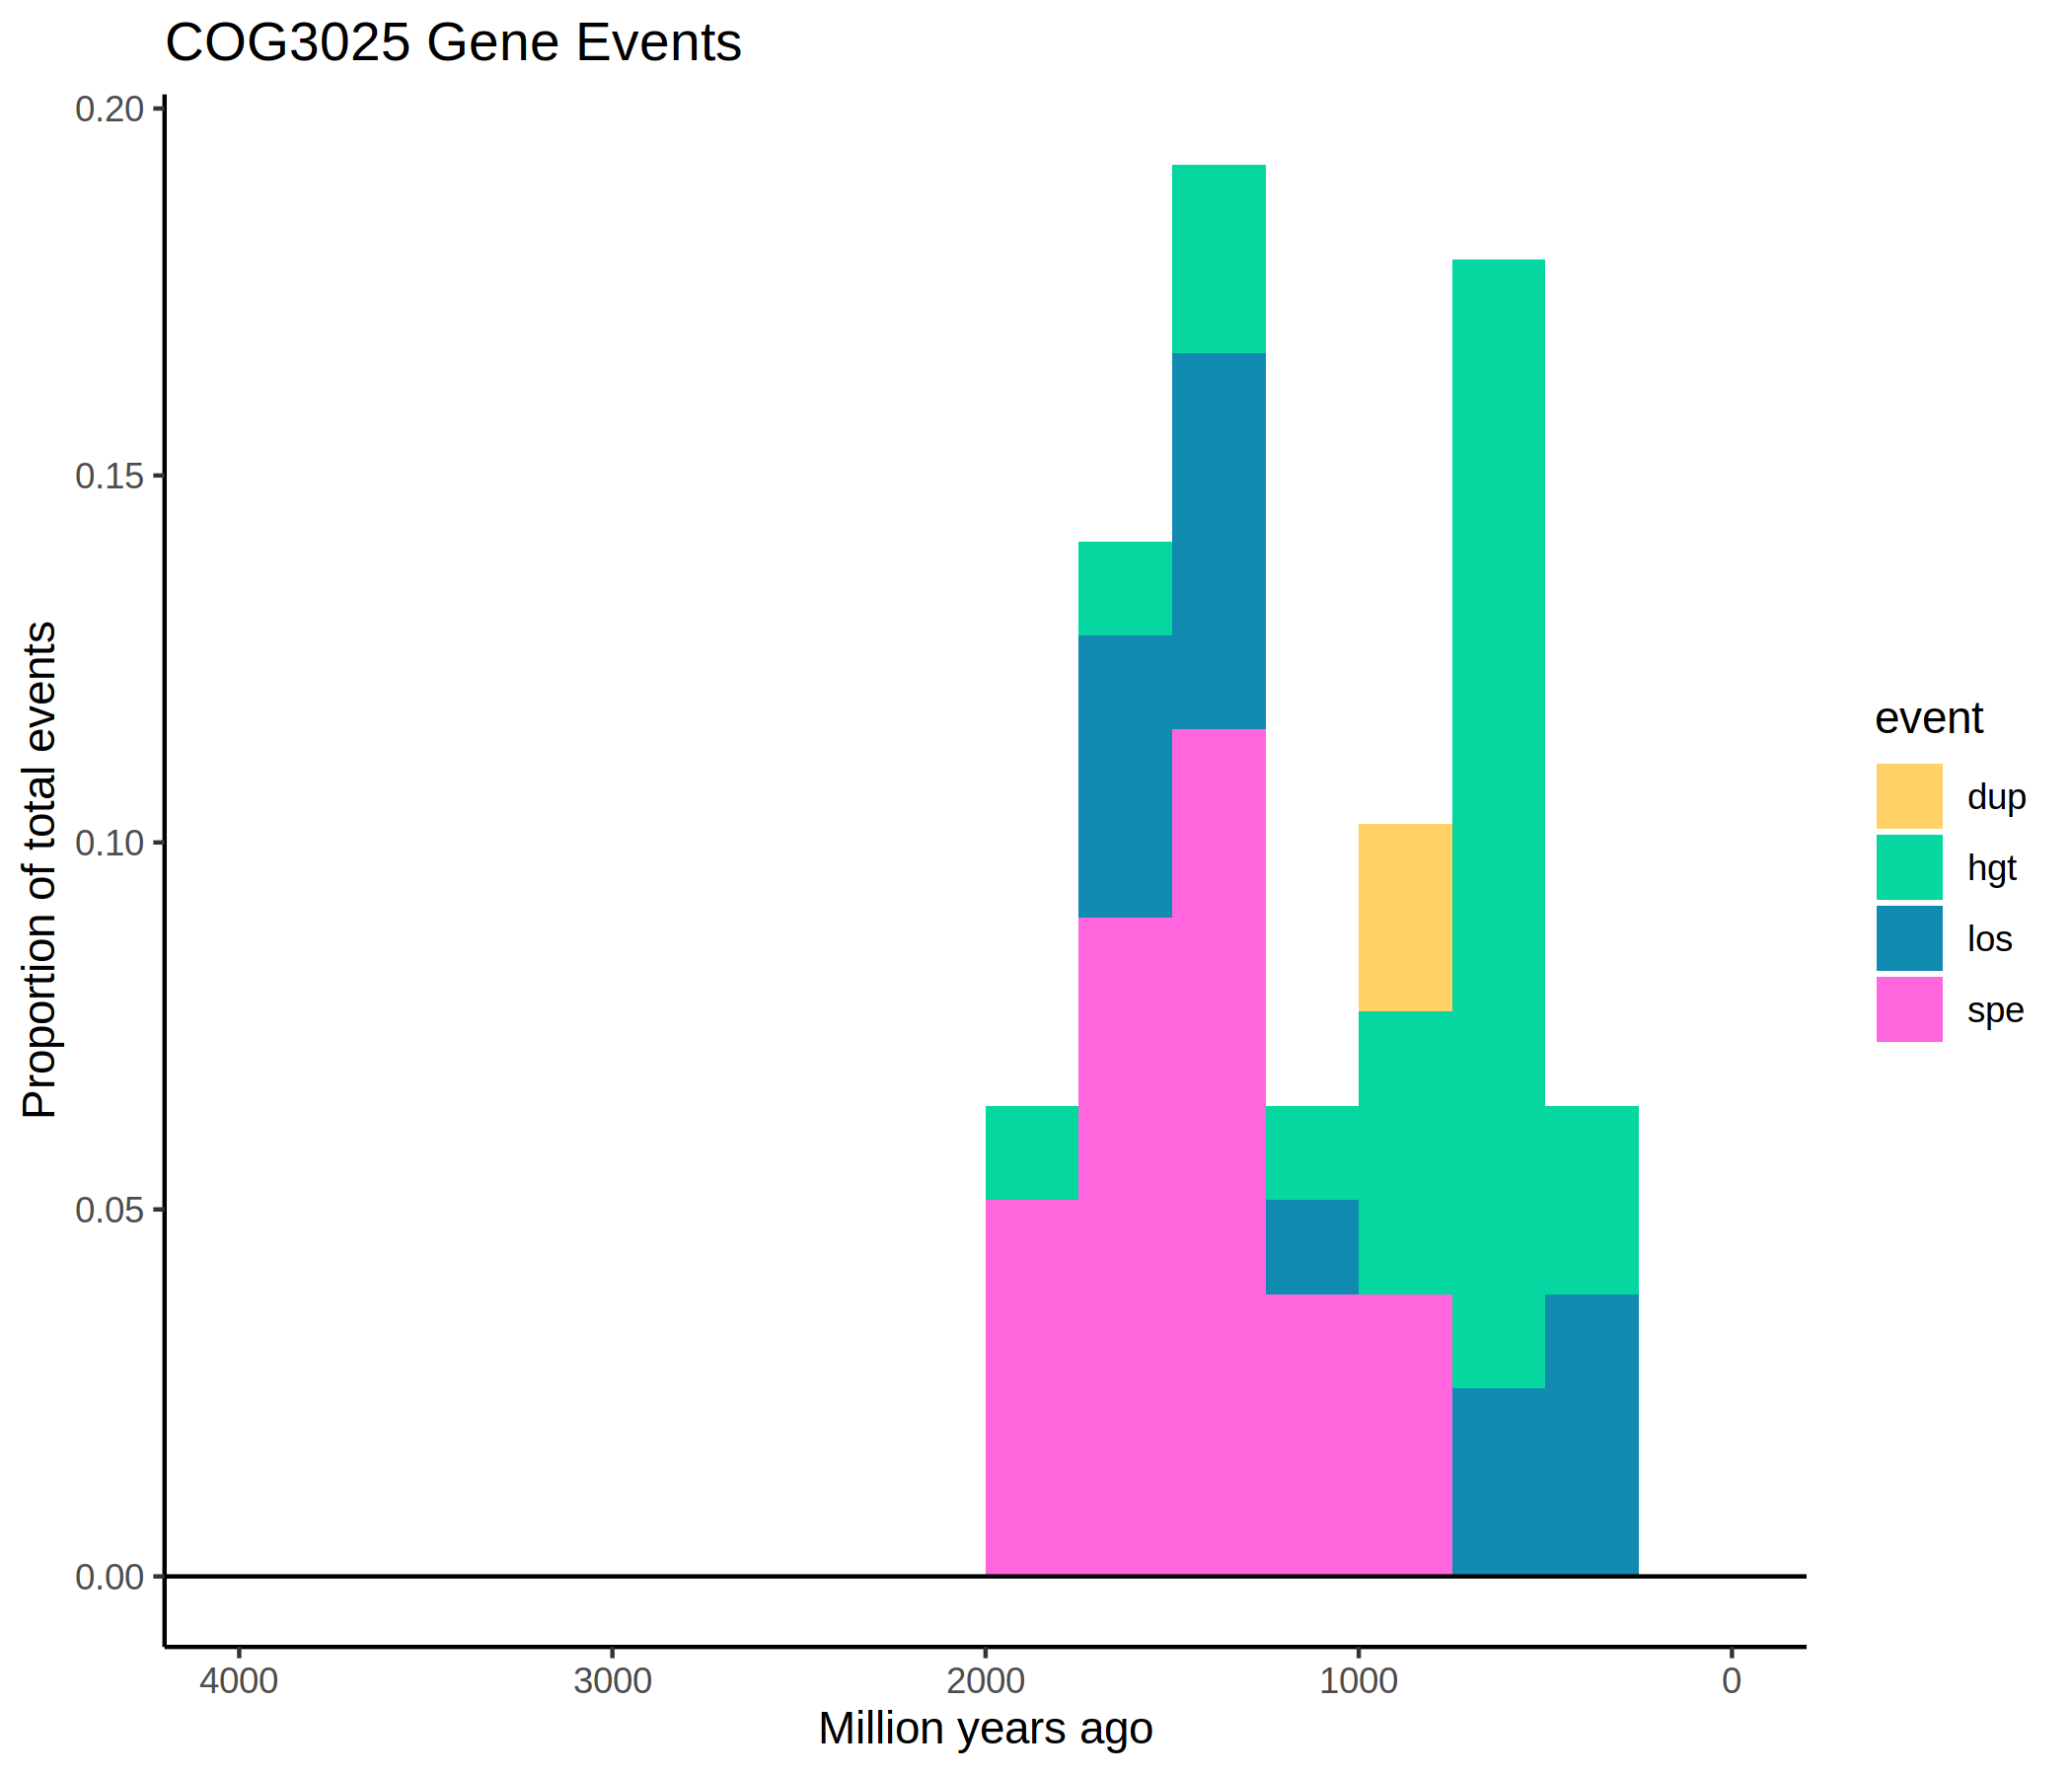 COG3025 Gene Events
Proportion of total events
0.20
0.15
0.10
0.05
0.00
4000 3000 2000 1000 0
Million years ago
event
dup
hgt
los
spe